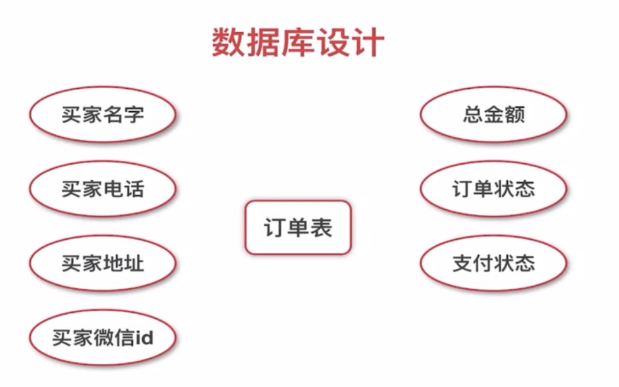 数据库设计
买家名字
买家电话
买家地址
买家微信id
订单表
总金额
订单状态
支付状态